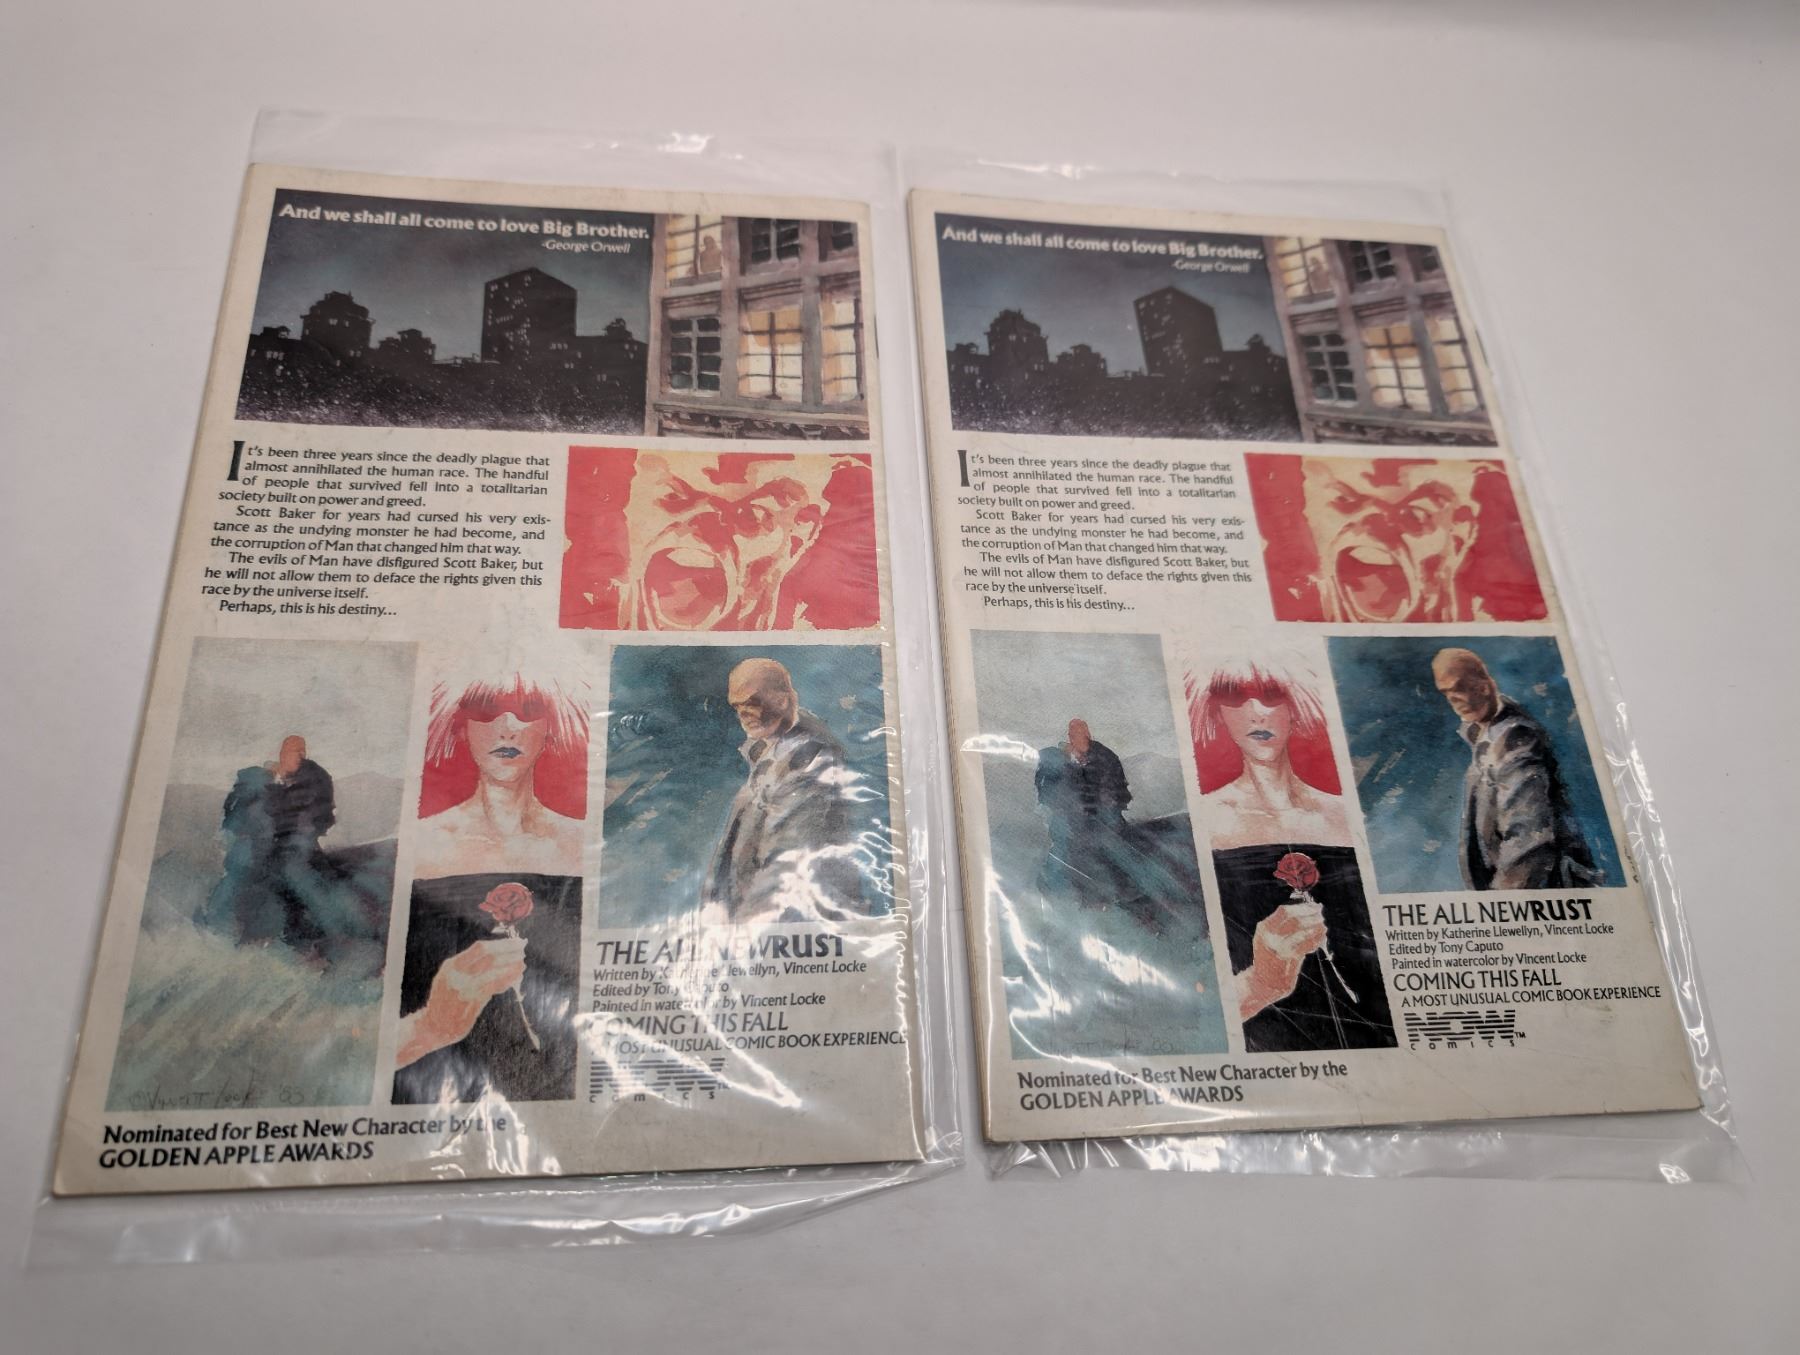 And we shall all come to love Big Brother.
-George Orwell
It's been three years since the deadly plague that
almost annihilated the human race. The handful
of people that survived fell into a totalitarian
society built on power and greed.
Scott Baker for years had cursed his very exis-
tance as the undying monster he had become, and
the corruption of Man that changed him that way.
The evils of Man have disfigured Scott Baker, but
he will not allow them to deface the rights given this
race by the universe itself.
Perhaps, this is his destiny...
THE ALL NEW RUST
Written by Katherine Llewellyn, Vincent Locke
Edited by Tony Caputo
Painted in watercolor by Vincent Locke
COMING THIS FALL
A MOST UNUSUAL COMIC BOOK EXPERIENCE
NOW™
COMICS
Nominated for Best New Character by the
GOLDEN APPLE AWARDS
And we shall all come to love Big Brother.
-George Orwell
It's been three years since the deadly plague that
almost annihilated the human race. The handful
of people that survived fell into a totalitarian
society built on power and greed.
Scott Baker for years had cursed his very exis-
tance as the undying monster he had become, and
the corruption of Man that changed him that way.
The evils of Man have disfigured Scott Baker, but
he will not allow them to deface the rights given this
race by the universe itself.
Perhaps, this is his destiny...
THE ALL NEW RUST
Written by Katherine Llewellyn, Vincent Locke
Edited by Tony Caputo
Painted in watercolor by Vincent Locke
COMING THIS FALL
A MOST UNUSUAL COMIC BOOK EXPERIENCE
NOW™
COMICS
Nominated for Best New Character by the
GOLDEN APPLE AWARDS